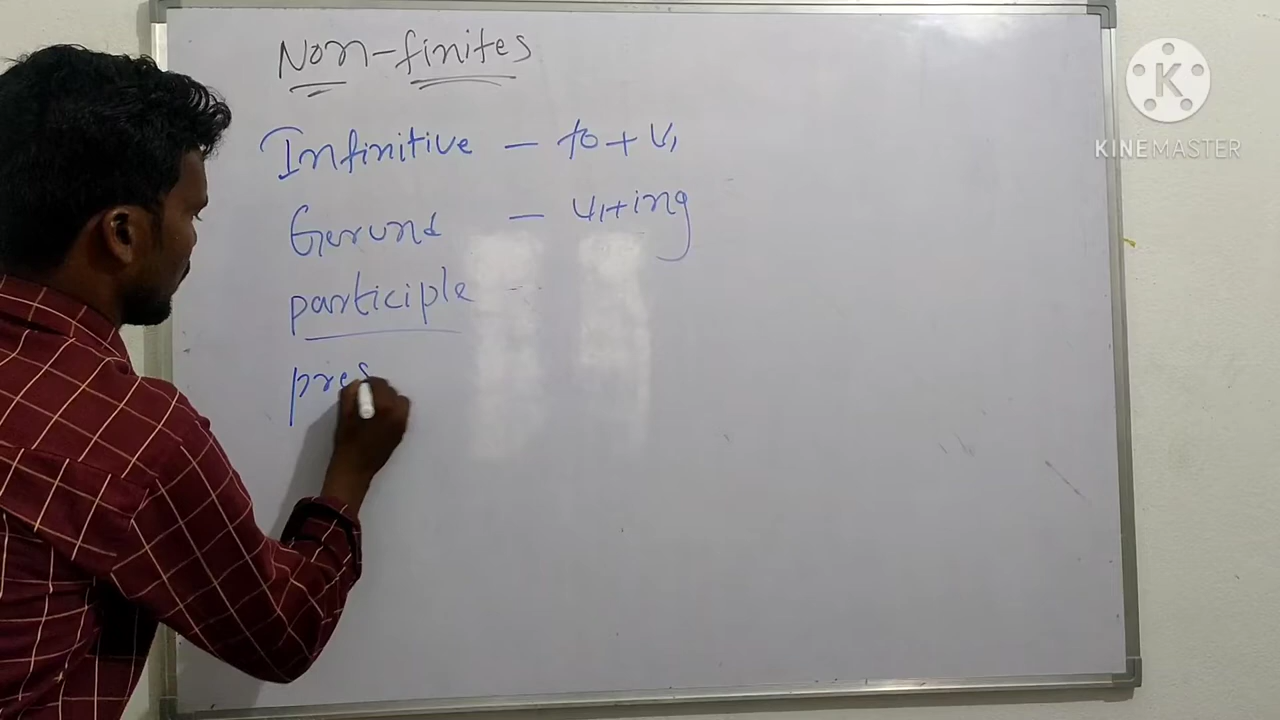 Non-finites
Infinitive – to + V1
Gerund – V1+ing
participle -
pres
K
KINEMASTER